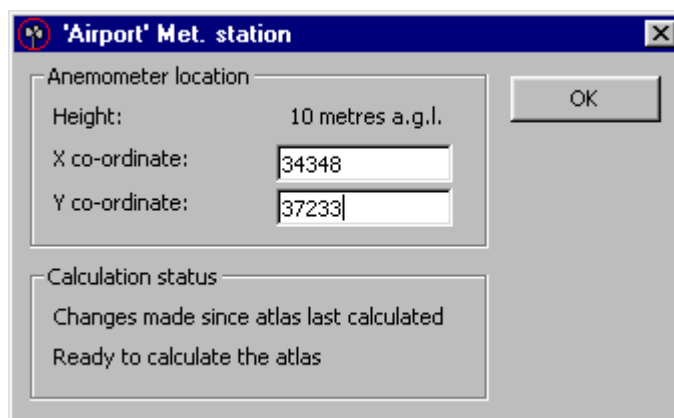 'Airport' Met. station
Anemometer location
Height: 10 metres a.g.l.
OK
X co-ordinate: 34348
Y co-ordinate: 37233
Calculation status
Changes made since atlas last calculated
Ready to calculate the atlas